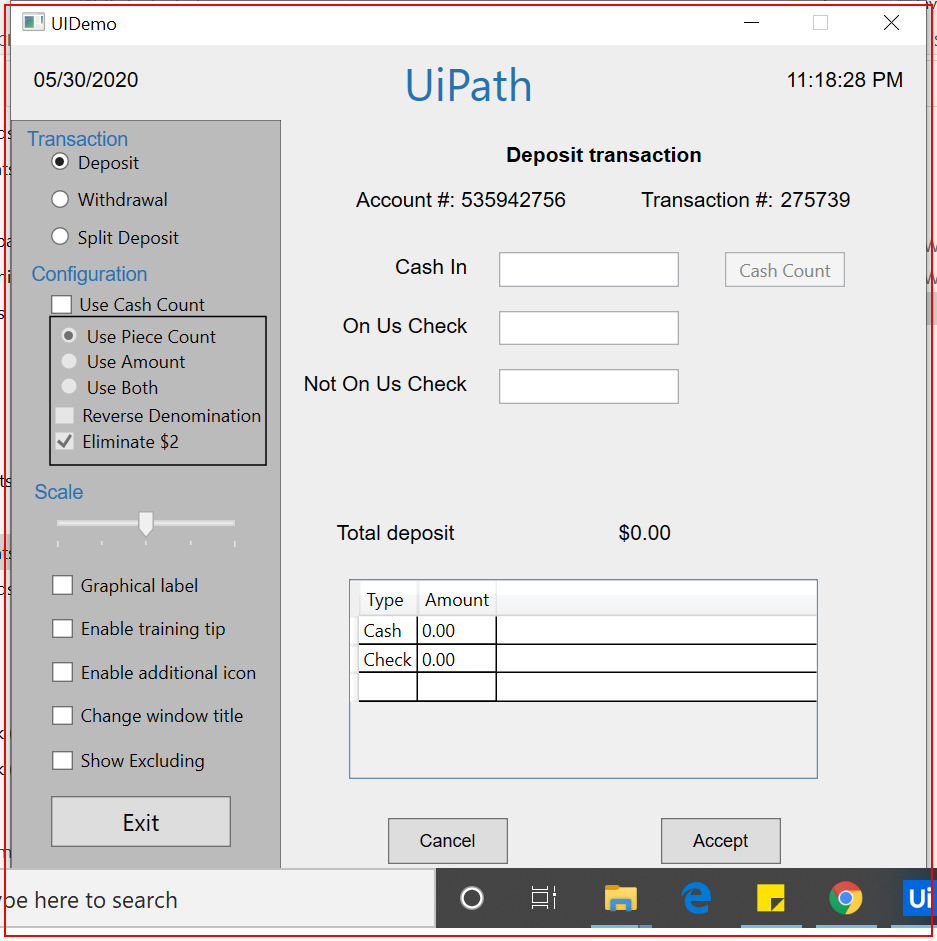 UIDemo
05/30/2020
UiPath
11:18:28 PM
Transaction
Deposit
Withdrawal
Split Deposit
Configuration
Use Cash Count
Use Piece Count
Use Amount
Use Both
Reverse Denomination
Eliminate $2
Scale
Graphical label
Enable training tip
Enable additional icon
Change window title
Show Excluding
Exit
Deposit transaction
Account #: 535942756 Transaction #: 275739
Cash In
Cash Count
On Us Check
Not On Us Check
Total deposit $0.00
Type Amount
Cash 0.00
Check 0.00
Cancel
Accept
pe here to search
Ui